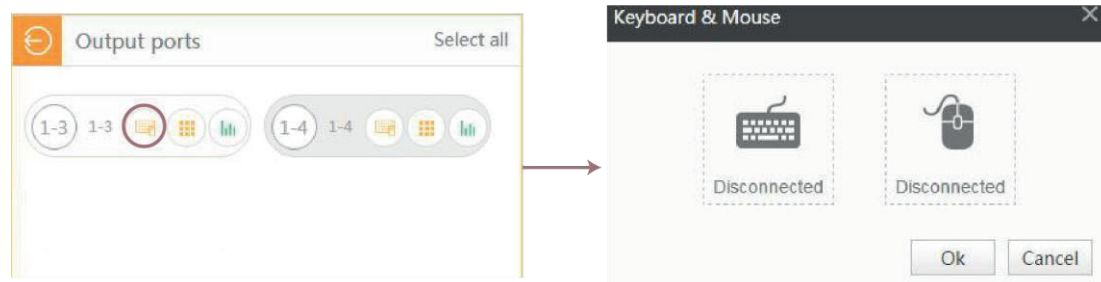 Output ports
Select all
1-3 1-3
1-4 1-4
Keyboard & Mouse
Disconnected
Disconnected
Ok
Cancel